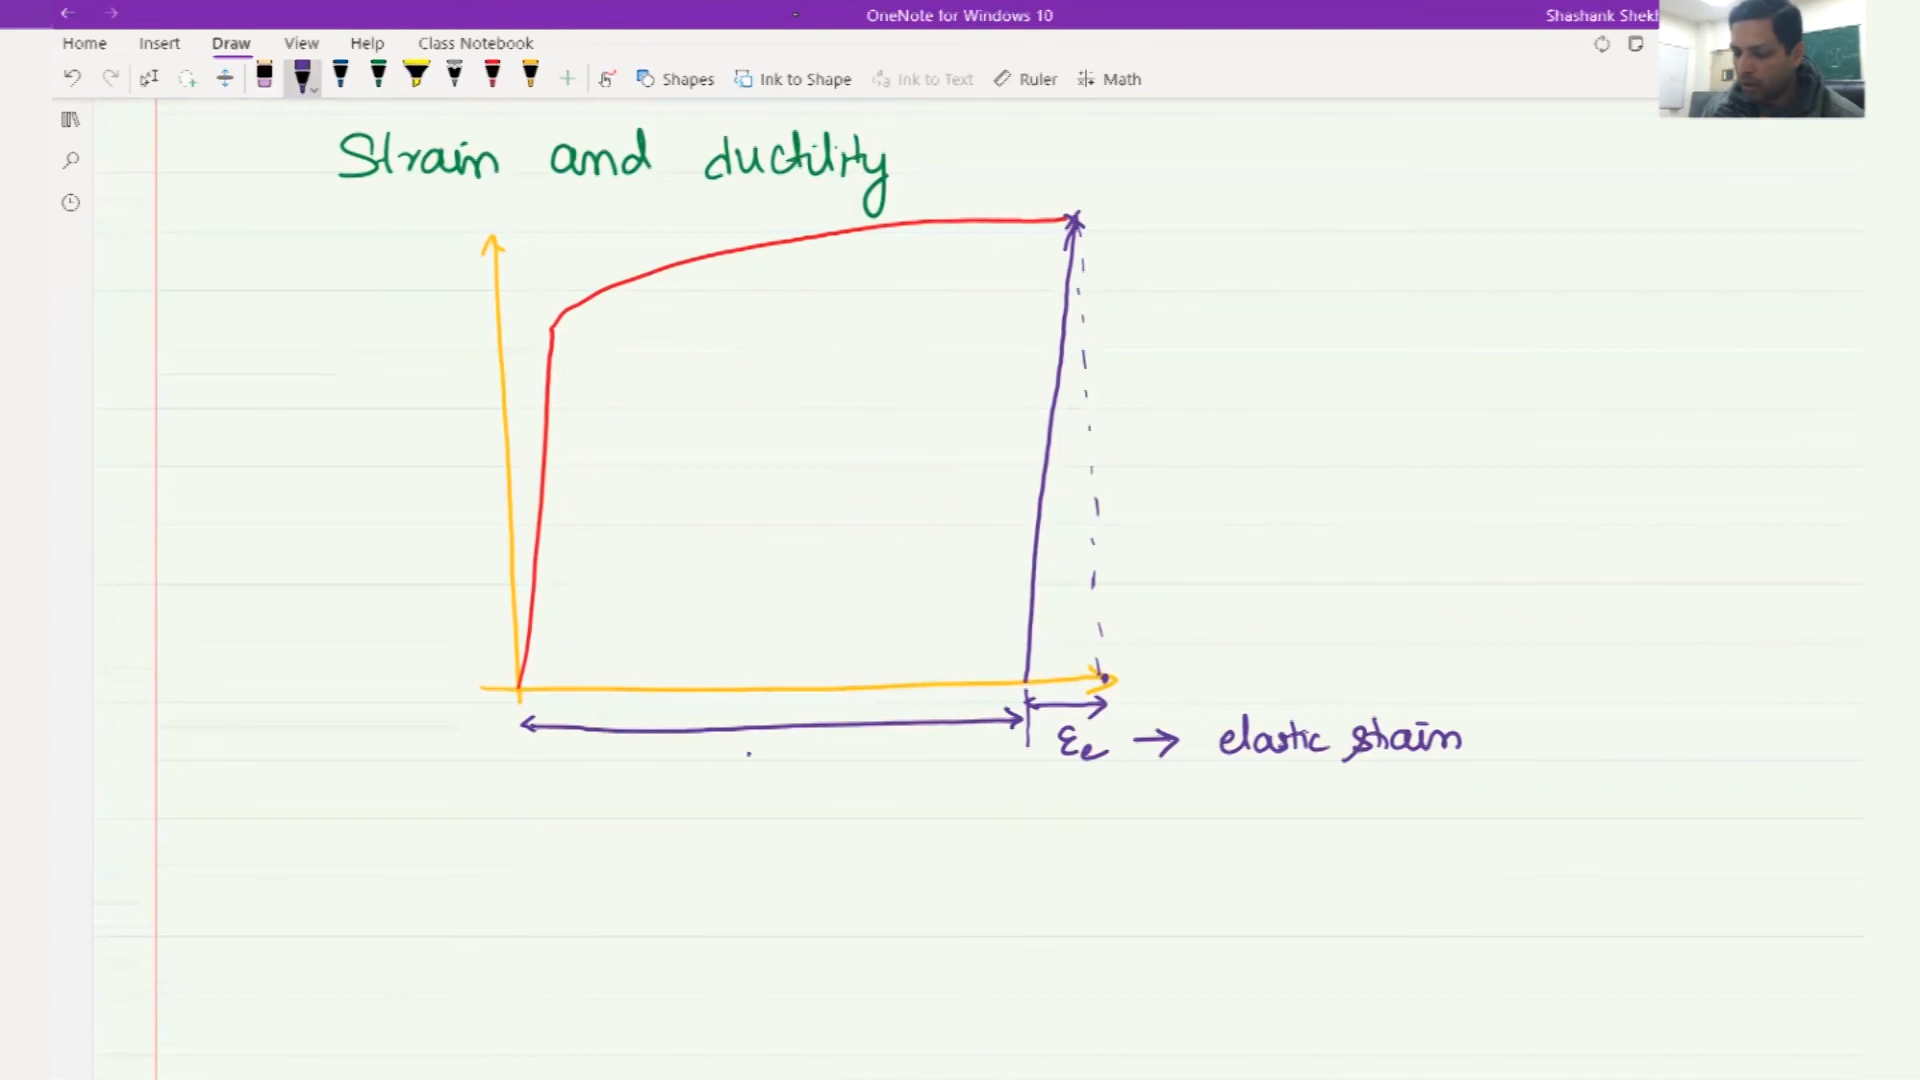 OneNote for Windows 10
Shashank Shekh
Home Insert Draw View Help Class Notebook
Shapes Ink to Shape Ink to Text Ruler Math
Strain and ductility
εe → elastic strain